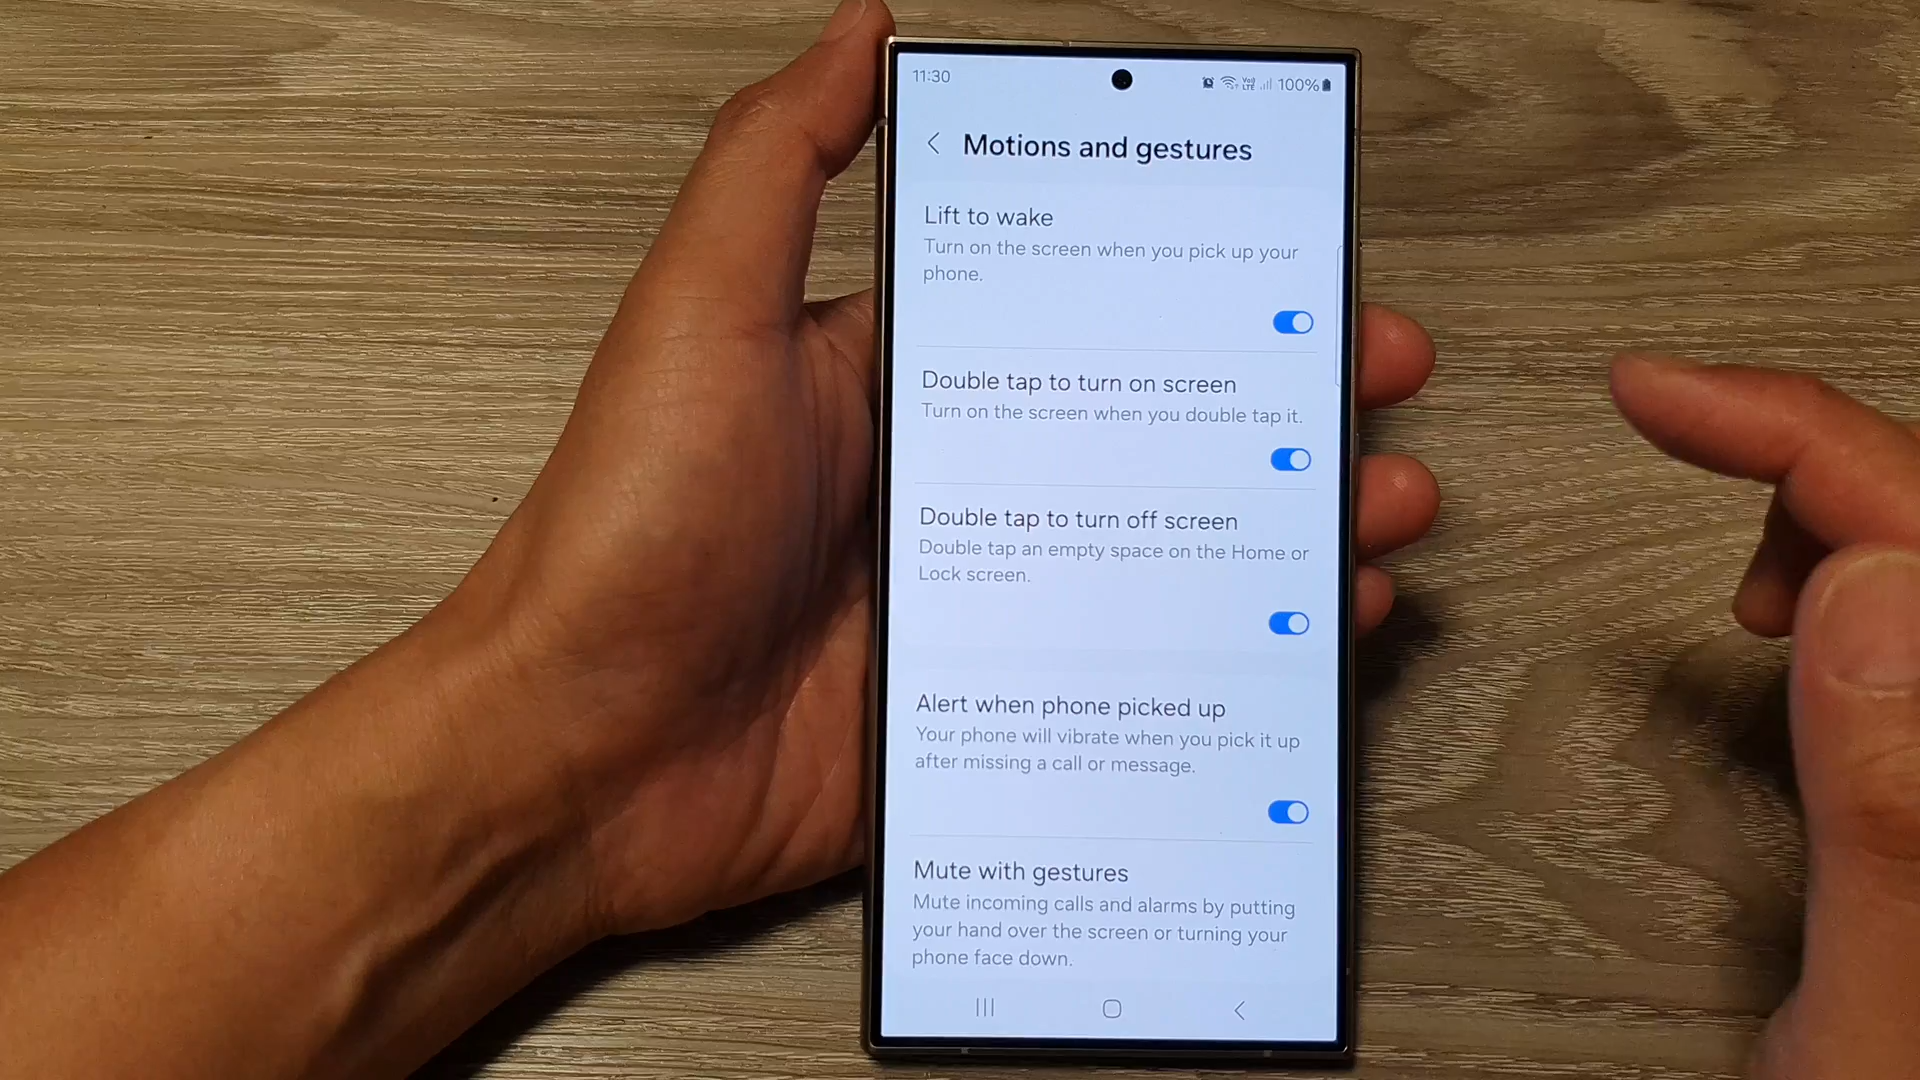 11:30
Vo)) LTE 100%
Motions and gestures
Lift to wake
Turn on the screen when you pick up your
phone.
Double tap to turn on screen
Turn on the screen when you double tap it.
Double tap to turn off screen
Double tap an empty space on the Home or
Lock screen.
Alert when phone picked up
Your phone will vibrate when you pick it up
after missing a call or message.
Mute with gestures
Mute incoming calls and alarms by putting
your hand over the screen or turning your
phone face down.